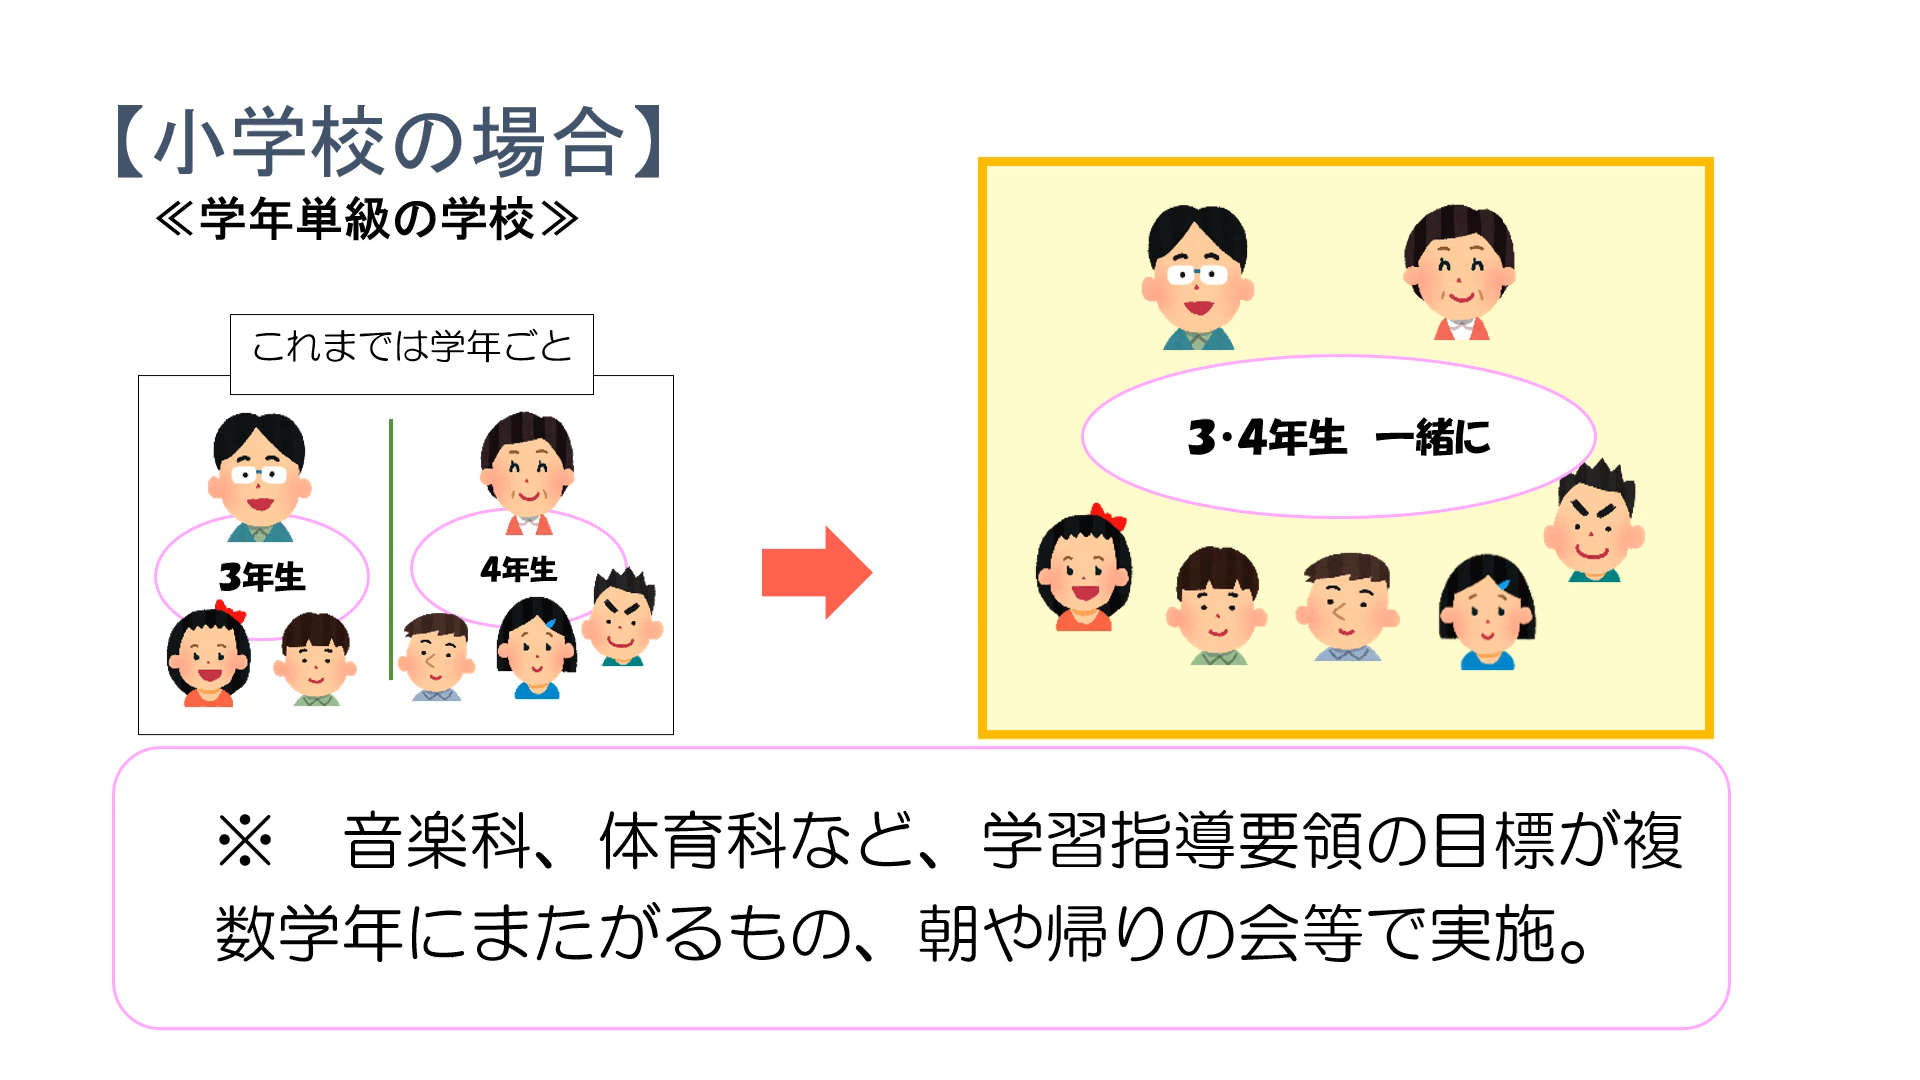 【小学校の場合】
≪学年単級の学校≫
これまでは学年ごと
3年生
4年生
3・4年生　一緒に
※　音楽科、体育科など、学習指導要領の目標が複
数学年にまたがるもの、朝や帰りの会等で実施。